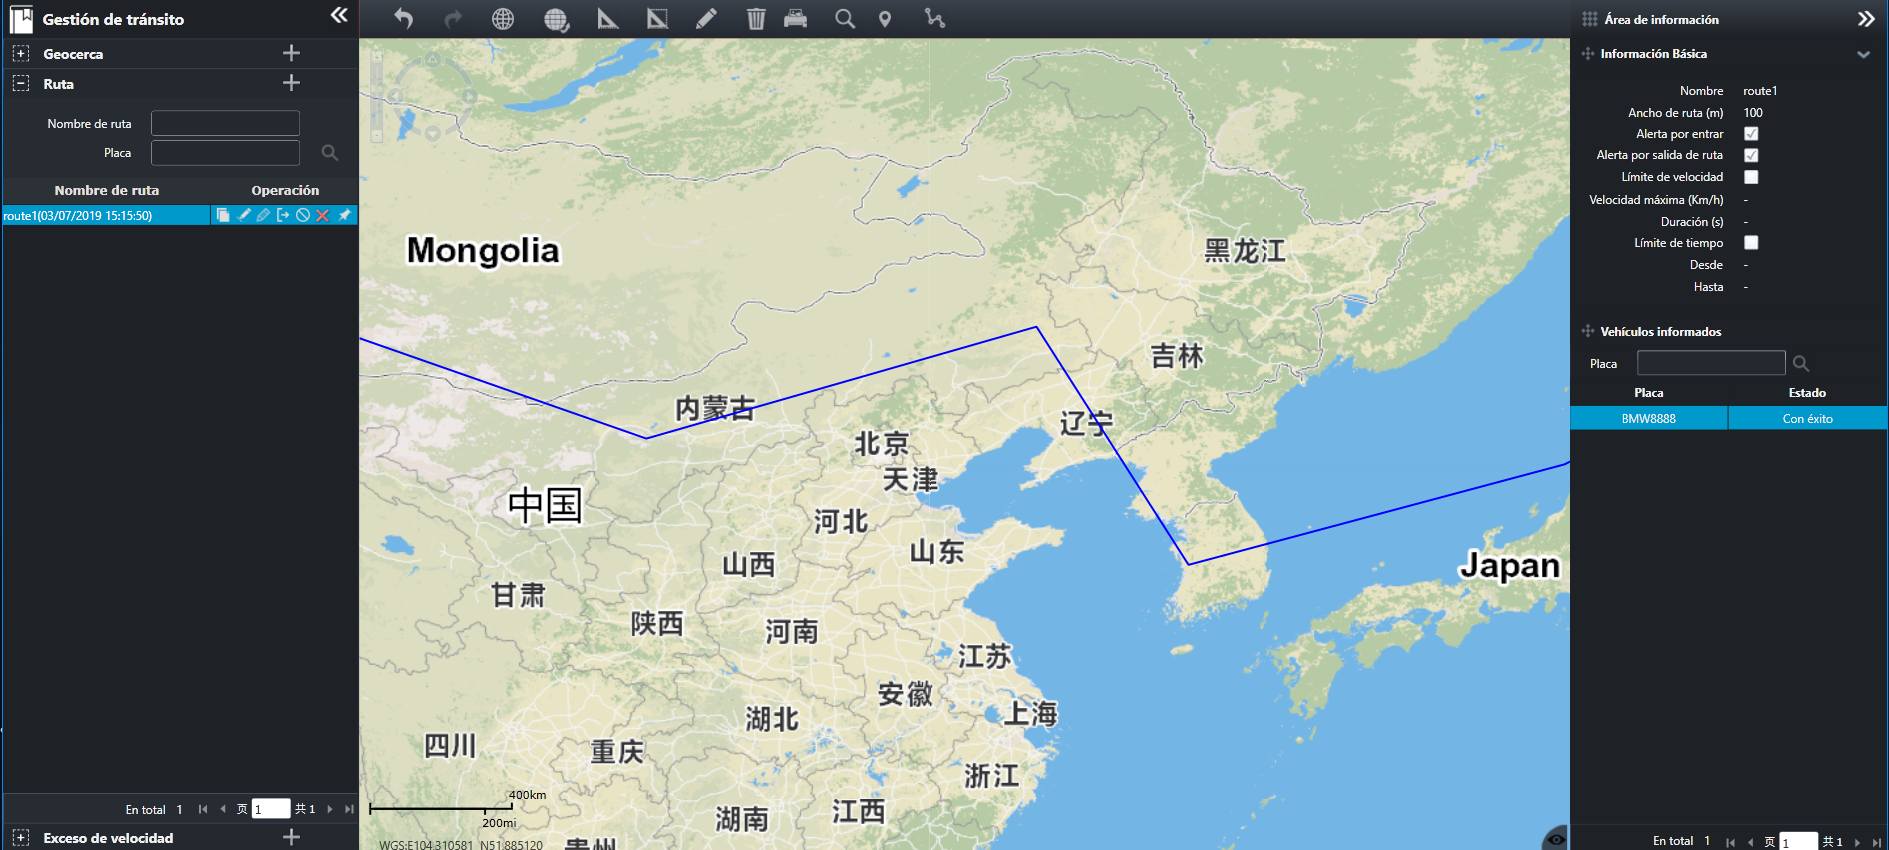 Gestión de tránsito
Geocerca
Ruta
Nombre de ruta
Placa
Nombre de ruta Operación
route1(03/07/2019 15:15:50)
En total 1 页 1 共 1
Exceso de velocidad
Mongolia
黑龙江
吉林
内蒙古
辽宁
北京
天津
中国
河北
山东
山西
Japan
甘肃
陕西
河南
江苏
安徽
湖北
上海
四川
重庆
浙江
400km
200mi
湖南
江西
贵州
WGS:E104.310581 N51.885120
Área de información
Información Básica
Nombre route1
Ancho de ruta (m) 100
Alerta por entrar
Alerta por salida de ruta
Límite de velocidad
Velocidad máxima (Km/h) -
Duración (s) -
Límite de tiempo
Desde -
Hasta -
Vehículos informados
Placa
Placa Estado
BMW8888 Con éxito
En total 1 页 1 共 1